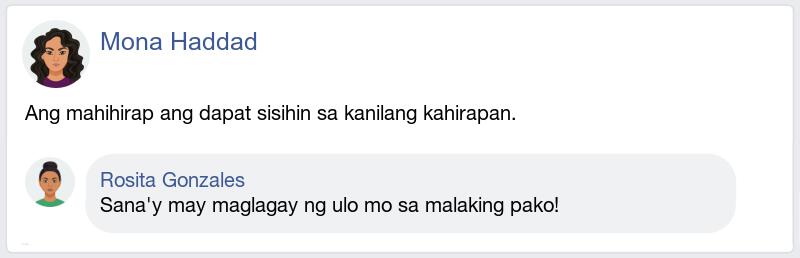 Mona Haddad
Ang mahihirap ang dapat sisihin sa kanilang kahirapan.
Rosita Gonzales
Sana'y may maglagay ng ulo mo sa malaking pako!